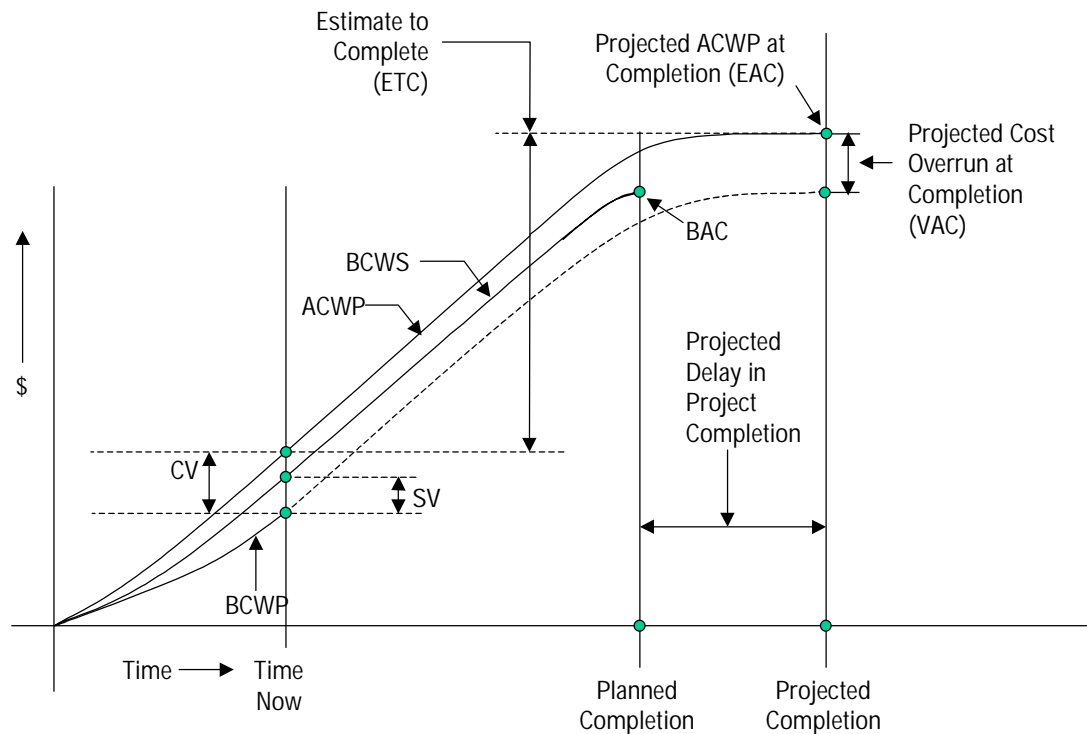 Estimate to
Complete
(ETC)
Projected ACWP at
Completion (EAC)
Projected Cost
Overrun at
Completion
(VAC)
BAC
BCWS
ACWP
$
Projected
Delay in
Project
Completion
CV
SV
BCWP
Time
Time
Now
Planned
Completion
Projected
Completion